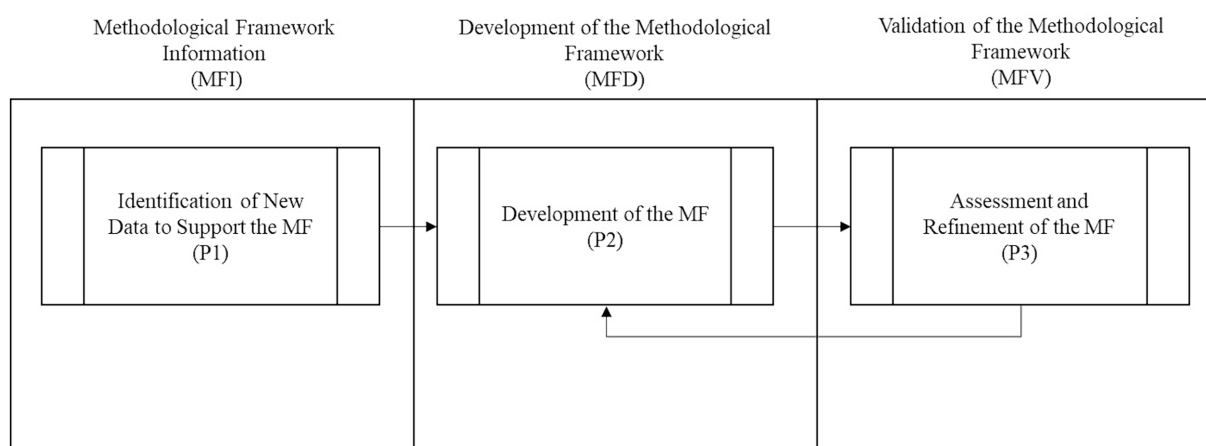 Methodological Framework
Information
(MFI)
Development of the Methodological
Framework
(MFD)
Validation of the Methodological
Framework
(MFV)
Identification of New
Data to Support the MF
(P1)
Development of the MF
(P2)
Assessment and
Refinement of the MF
(P3)